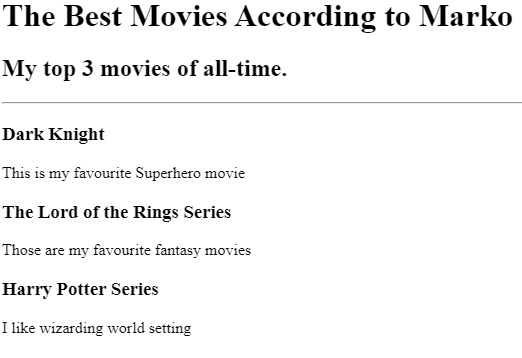 The Best Movies According to Marko
My top 3 movies of all-time.
Dark Knight
This is my favourite Superhero movie
The Lord of the Rings Series
Those are my favourite fantasy movies
Harry Potter Series
I like wizarding world setting